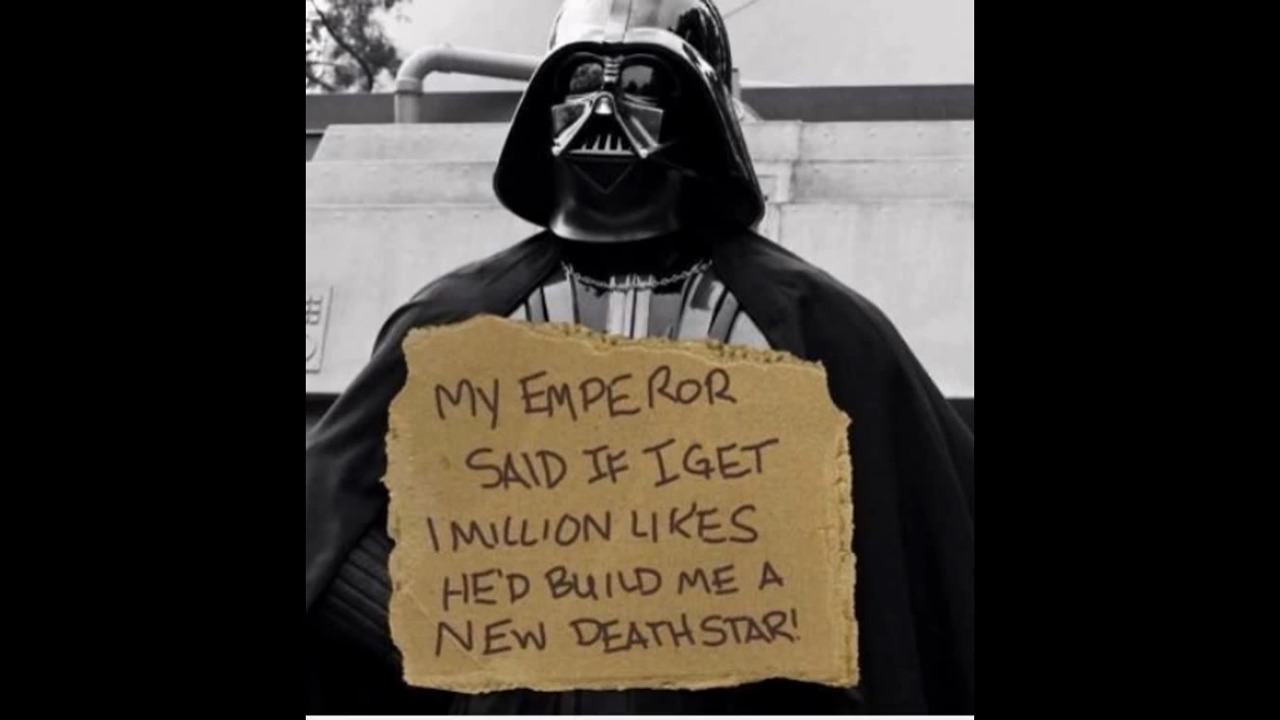 MY EMPEROR
SAID IF I GET
1 MILLION LIKES
HE'D BUILD ME A
NEW DEATHSTAR!